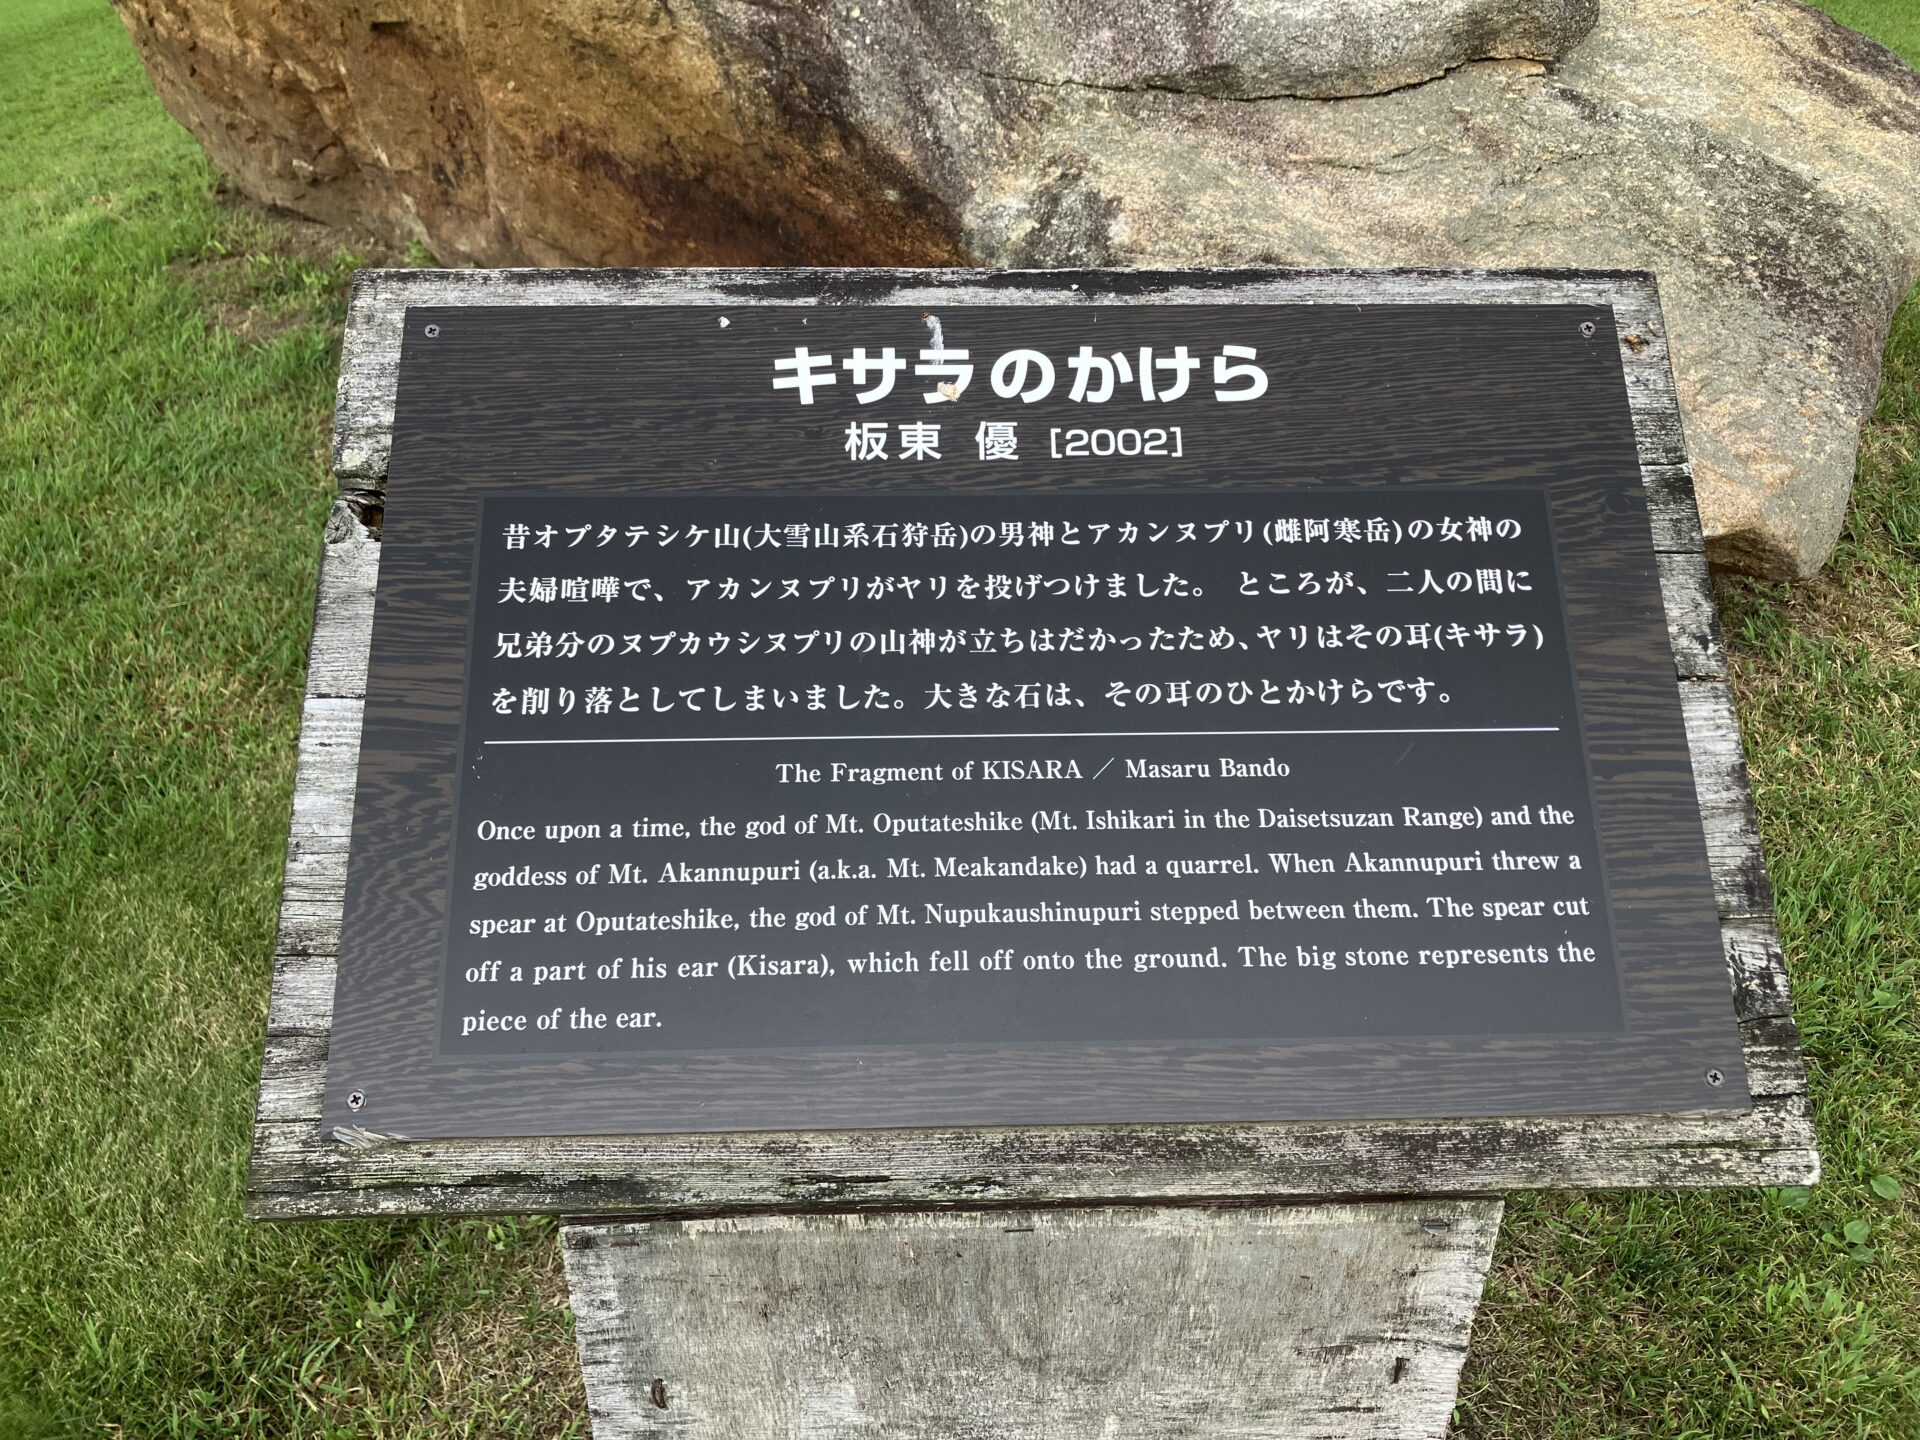 キサラのかけら
板東 優 [2002]
昔オプタテシケ山(大雪山系石狩岳)の男神とアカンヌプリ(雌阿寒岳)の女神の
夫婦喧嘩で、アカンヌプリがヤリを投げつけました。 ところが、二人の間に
兄弟分のヌプカウシヌプリの山神が立ちはだかったため、ヤリはその耳(キサラ)
を削り落としてしまいました。大きな石は、その耳のひとかけらです。
The Fragment of KISARA ／ Masaru Bando
Once upon a time, the god of Mt. Oputateshike (Mt. Ishikari in the Daisetsuzan Range) and the
goddess of Mt. Akannupuri (a.k.a. Mt. Meakandake) had a quarrel. When Akannupuri threw a
spear at Oputateshike, the god of Mt. Nupukaushinupuri stepped between them. The spear cut
off a part of his ear (Kisara), which fell off onto the ground. The big stone represents the
piece of the ear.